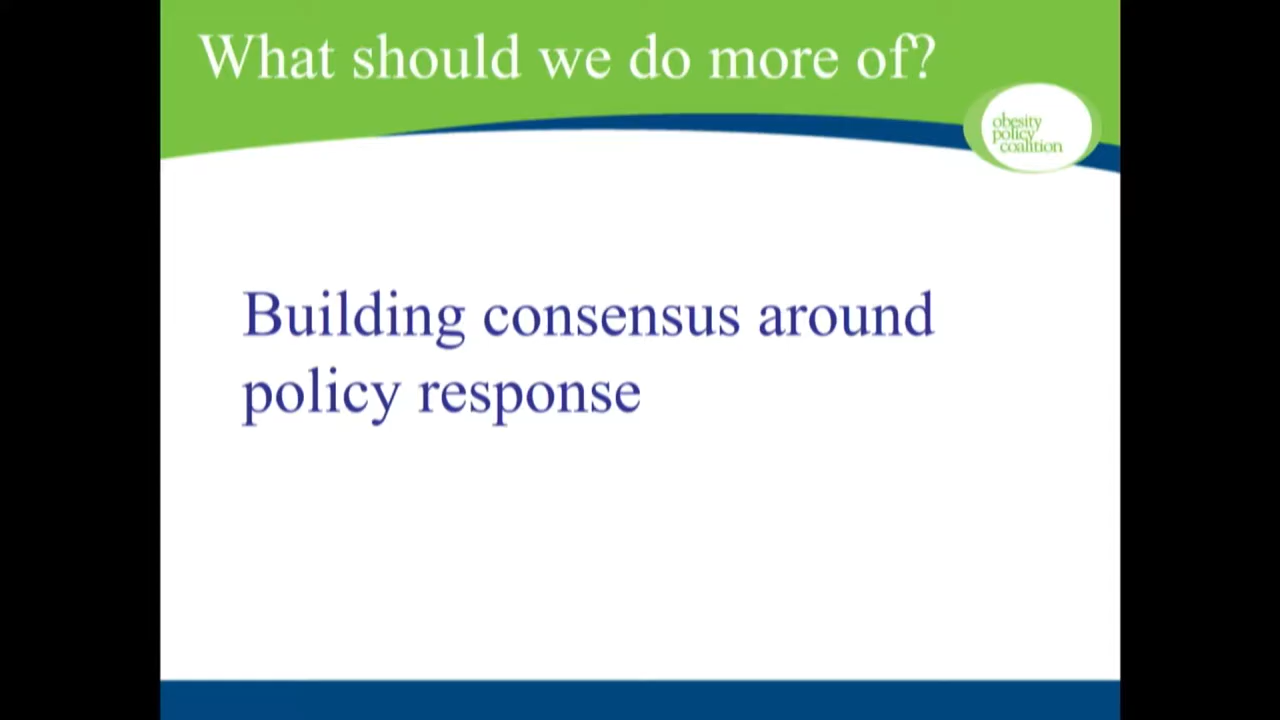 What should we do more of?
obesity
policy
coalition
Building consensus around
policy response